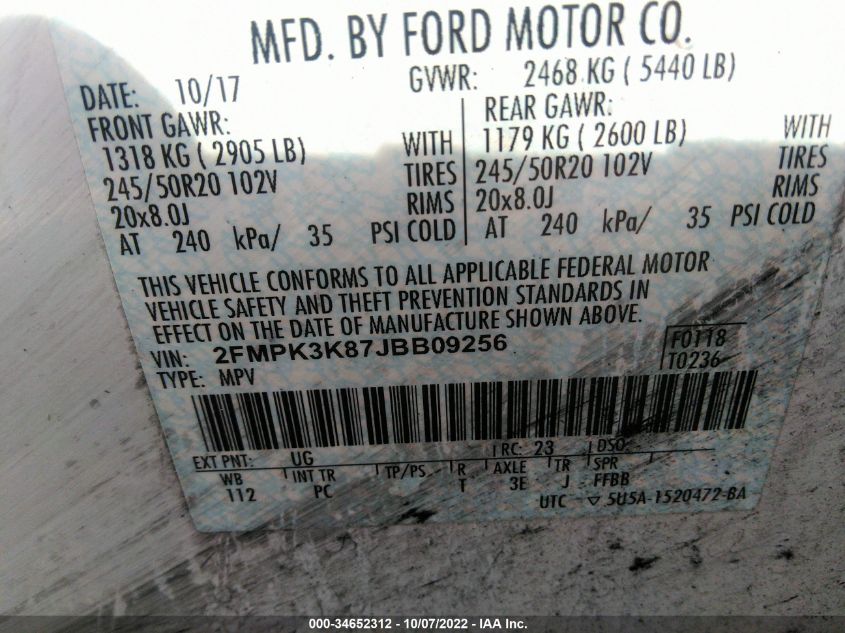 MFD. BY FORD MOTOR CO.
DATE: 10/17 GVWR: 2468 KG ( 5440 LB)
FRONT GAWR: REAR GAWR:
1318 KG ( 2905 LB) WITH 1179 KG ( 2600 LB) WITH
245/50R20 102V TIRES 245/50R20 102V TIRES
20x8.0J RIMS 20x8.0J RIMS
AT 240 kPa/ 35 PSI COLD AT 240 kPa/ 35 PSI COLD
THIS VEHICLE CONFORMS TO ALL APPLICABLE FEDERAL MOTOR
VEHICLE SAFETY AND THEFT PREVENTION STANDARDS IN
EFFECT ON THE DATE OF MANUFACTURE SHOWN ABOVE.
VIN: 2FMPK3K87JBB09256 F0118
TYPE: MPV T0236
EXT PNT: UG RC: 23 DSO:
WB INT TR TP/PS R AXLE TR SPR
112 PC T 3E J FFBB
UTC ▽ 5U5A-1520472-BA
000-34652312 - 10/07/2022 - IAA Inc.